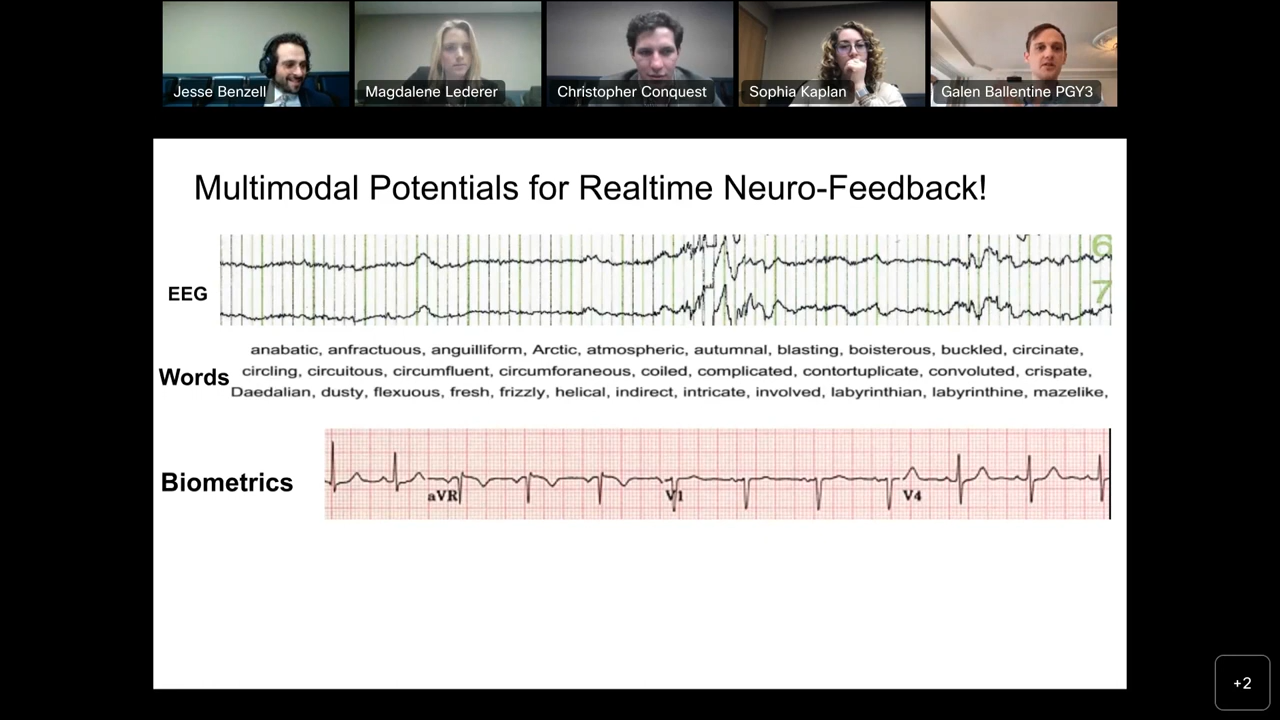 Jesse Benzell
Magdalene Lederer
Christopher Conquest
Sophia Kaplan
Galen Ballentine PGY3
Multimodal Potentials for Realtime Neuro-Feedback!
6
EEG
7
anabatic, anfractuous, anguilliform, Arctic, atmospheric, autumnal, blasting, boisterous, buckled, circinate,
Words circling, circuitous, circumfluent, circumforaneous, coiled, complicated, contortuplicate, convoluted, crispate,
Daedalian, dusty, flexuous, fresh, frizzly, helical, indirect, intricate, involved, labyrinthian, labyrinthine, mazelike,
Biometrics
aVR V1 V4
+2